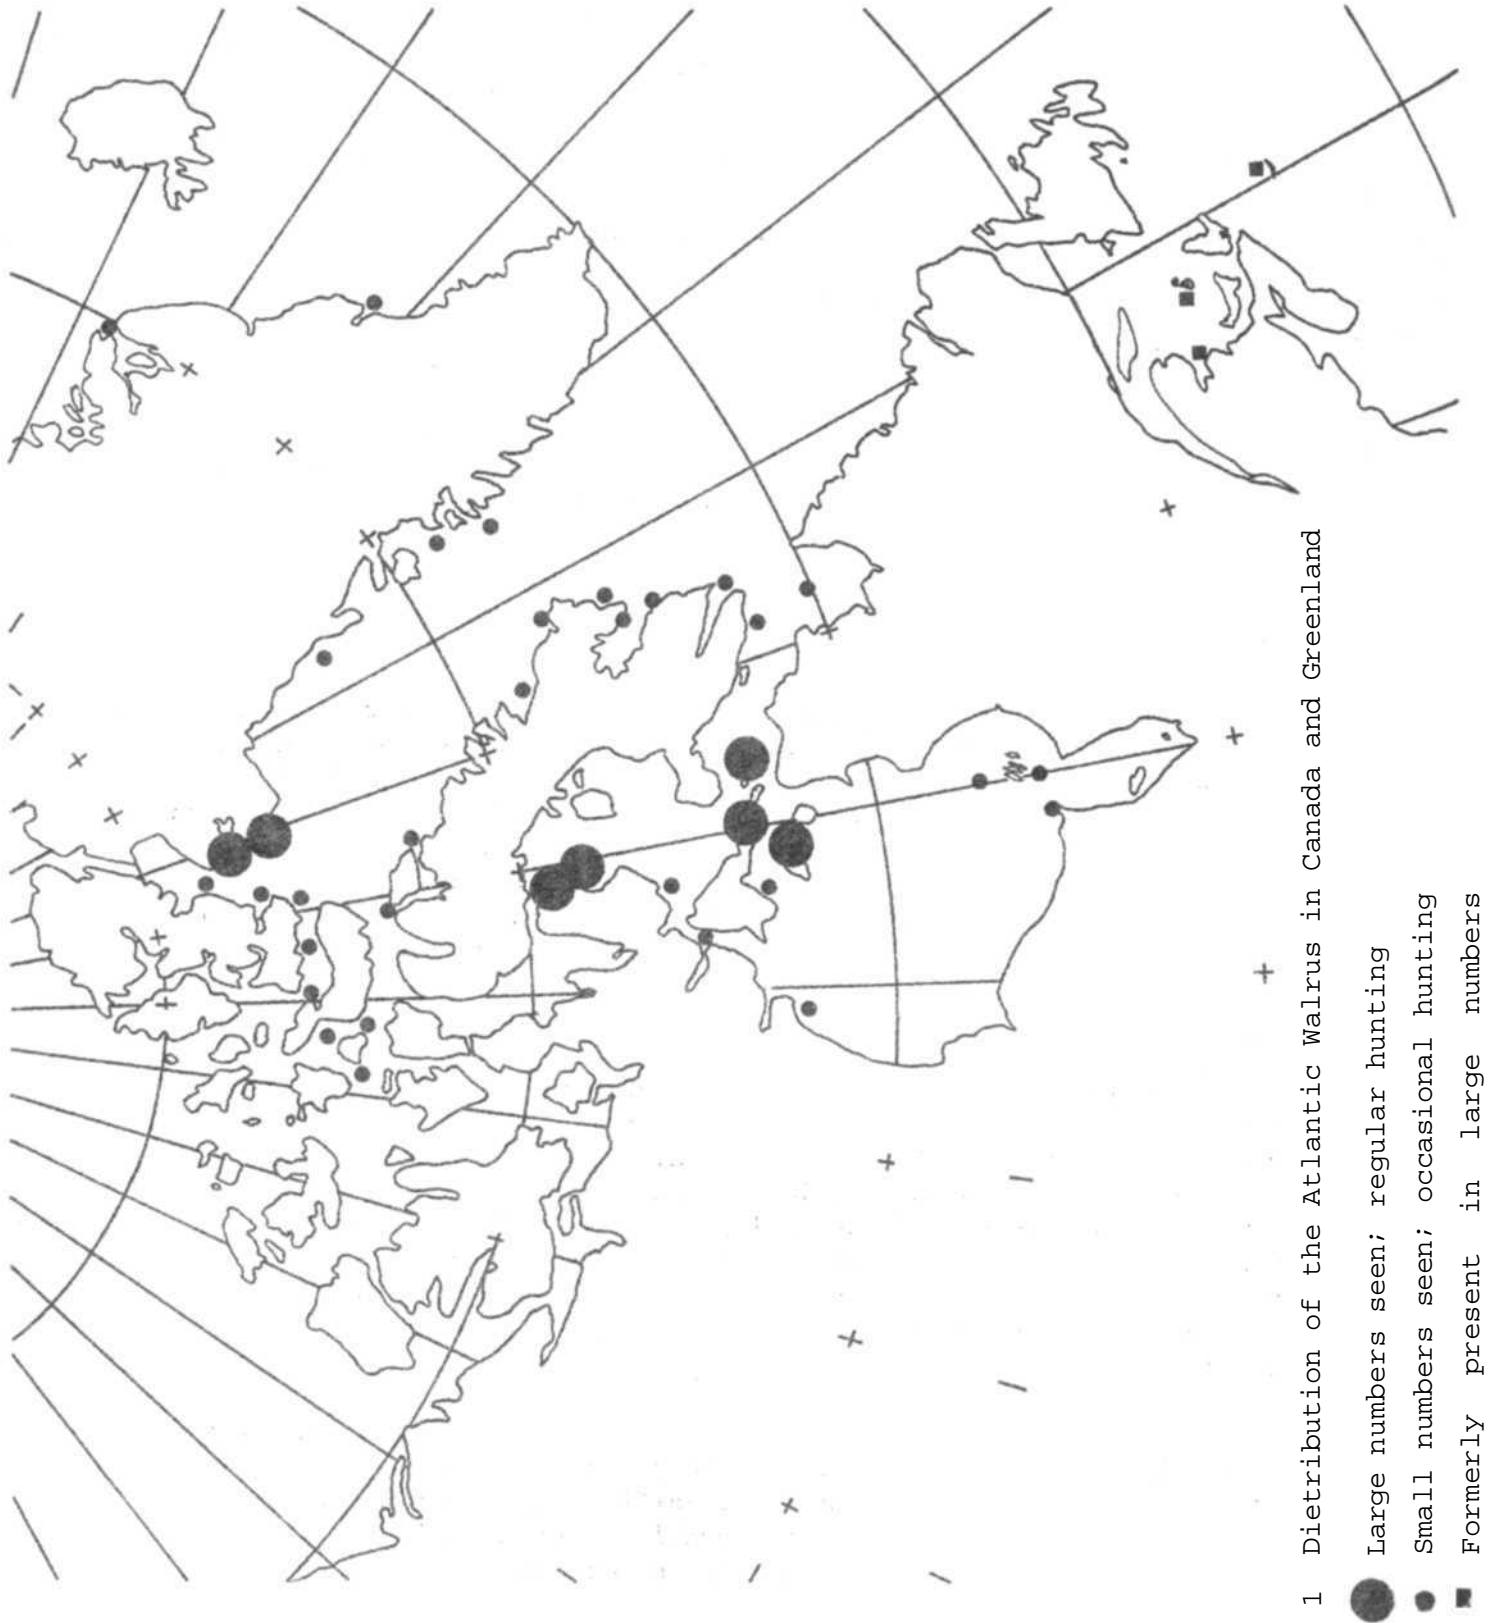 1 Dietribution of the Atlantic Walrus in Canada and Greenland
Large numbers seen; regular hunting
Small numbers seen; occasional hunting
Formerly present in large numbers